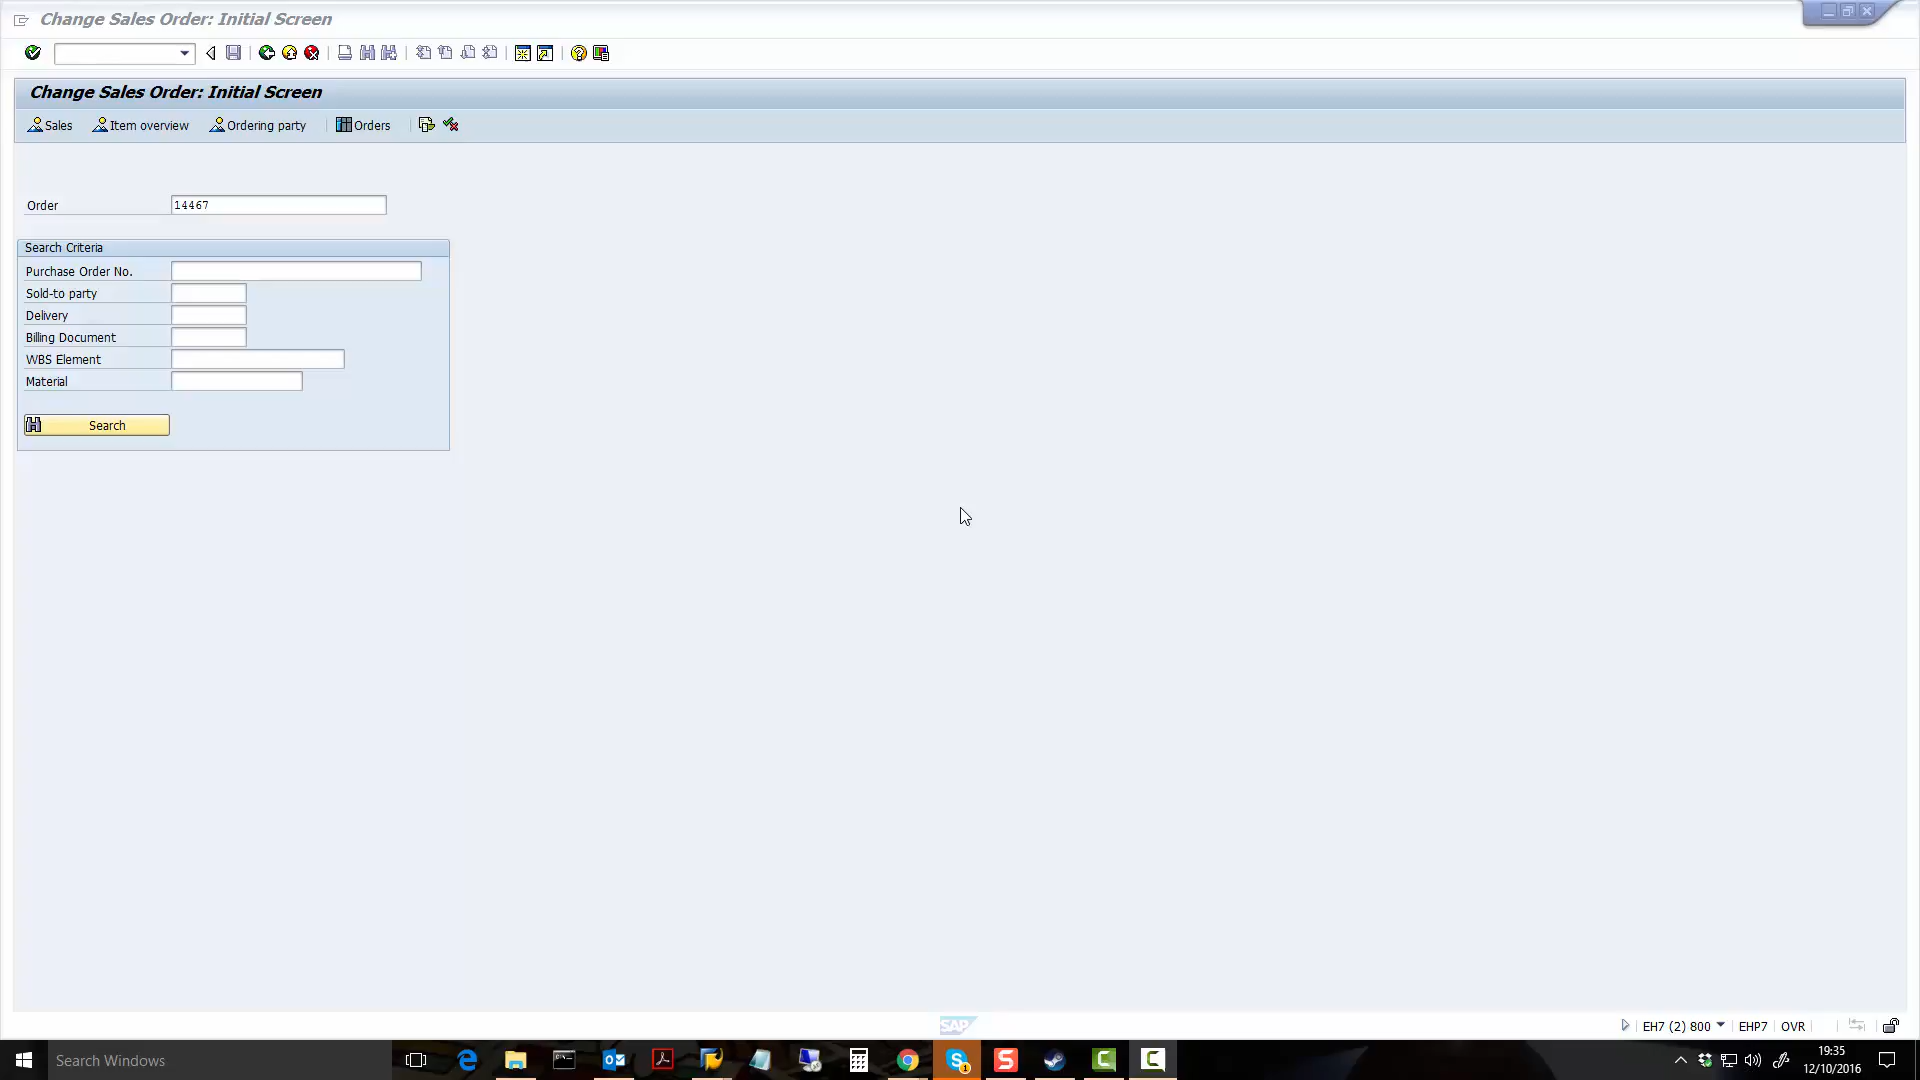 Change Sales Order: Initial Screen
Change Sales Order: Initial Screen
Sales Item overview Ordering party Orders
Order 14467
Search Criteria
Purchase Order No.
Sold-to party
Delivery
Billing Document
WBS Element
Material
Search
SAP
EH7 (2) 800 EHP7 OVR
Search Windows
19:35
12/10/2016